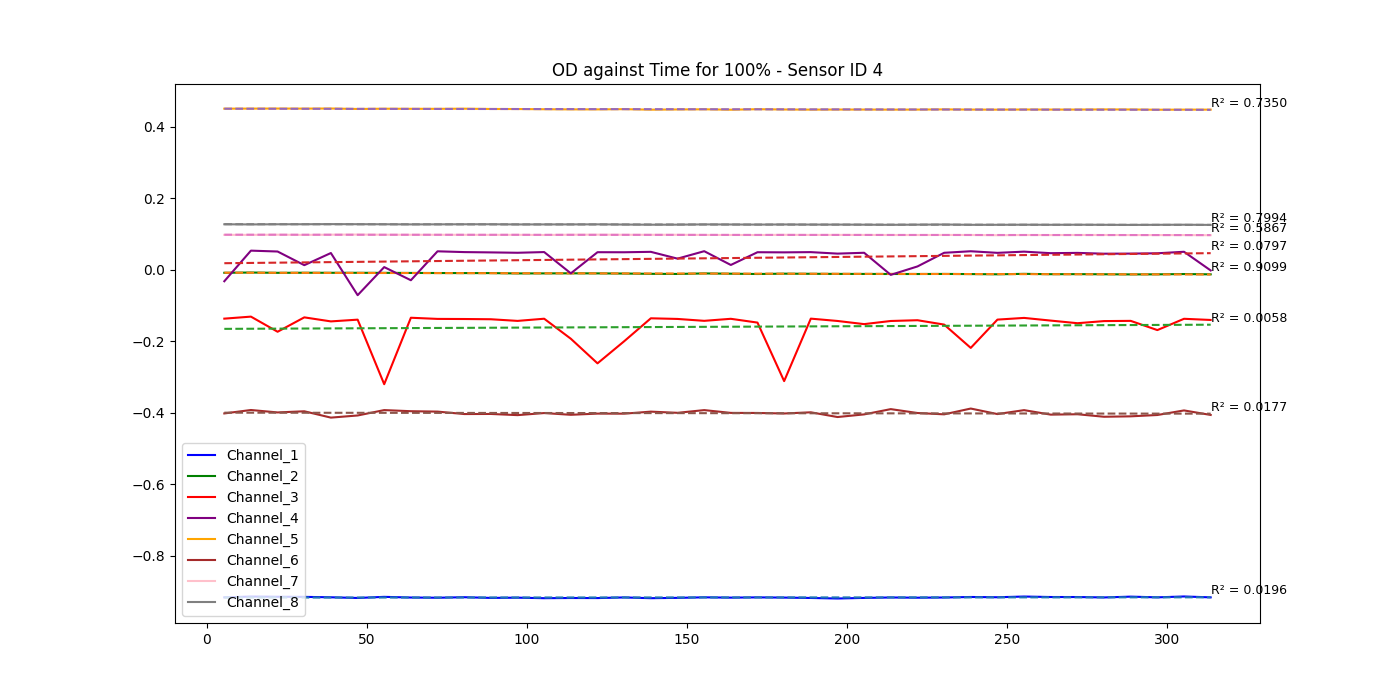 OD against Time for 100% - Sensor ID 4
0.4
0.2
0.0
−0.2
−0.4
−0.6
−0.8
R² = 0.7350
R² = 0.7994
R² = 0.5867
R² = 0.0797
R² = 0.9099
R² = 0.0058
R² = 0.0177
R² = 0.0196
Channel_1
Channel_2
Channel_3
Channel_4
Channel_5
Channel_6
Channel_7
Channel_8
0 50 100 150 200 250 300